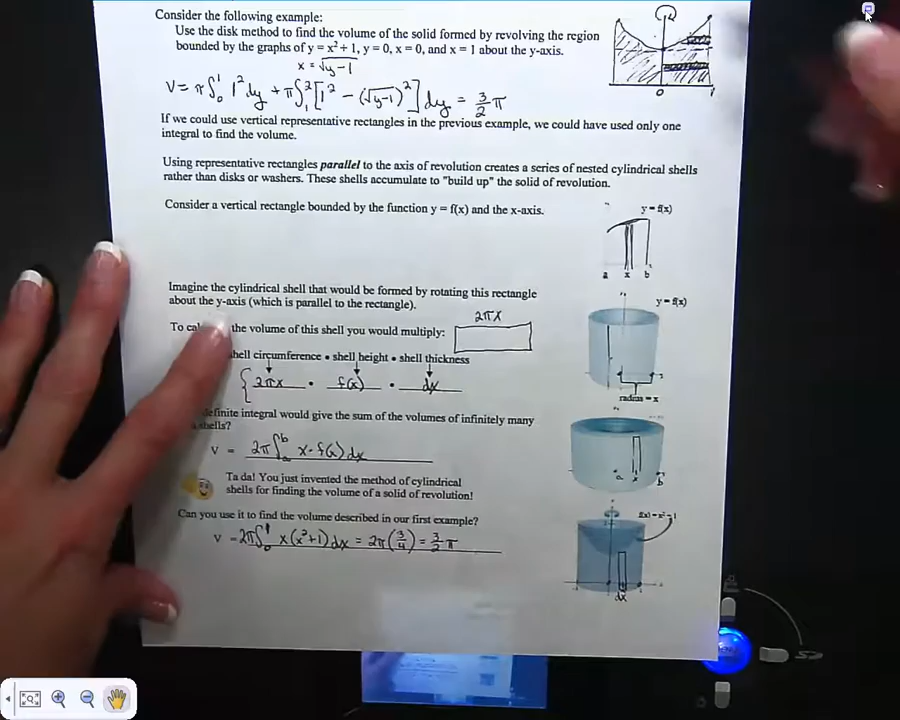 Consider the following example:
Use the disk method to find the volume of the solid formed by revolving the region
bounded by the graphs of y = x² + 1, y = 0, x = 0, and x = 1 about the y-axis.
x = √y-1
V = π∫₀¹ 1² dy + π∫₁² [1² - (√y-1)²] dy = 3/2 π
0 1
If we could use vertical representative rectangles in the previous example, we could have used only one
integral to find the volume.
Using representative rectangles parallel to the axis of revolution creates a series of nested cylindrical shells
rather than disks or washers. These shells accumulate to "build up" the solid of revolution.
Consider a vertical rectangle bounded by the function y = f(x) and the x-axis.
y = f(x)
a x b
Imagine the cylindrical shell that would be formed by rotating this rectangle
about the y-axis (which is parallel to the rectangle).
y = f(x)
2πx
the volume of this shell you would multiply:
shell circumference • shell height • shell thickness
2πx • f(x) • dx
radius = x
definite integral would give the sum of the volumes of infinitely many
shells?
V = 2π∫ₐᵇ x·f(x) dx
a x b
Ta da! You just invented the method of cylindrical
shells for finding the volume of a solid of revolution!
Can you use it to find the volume described in our first example?
V = 2π∫₀¹ x(x²+1) dx = 2π(3/4) = 3/2 π
dx